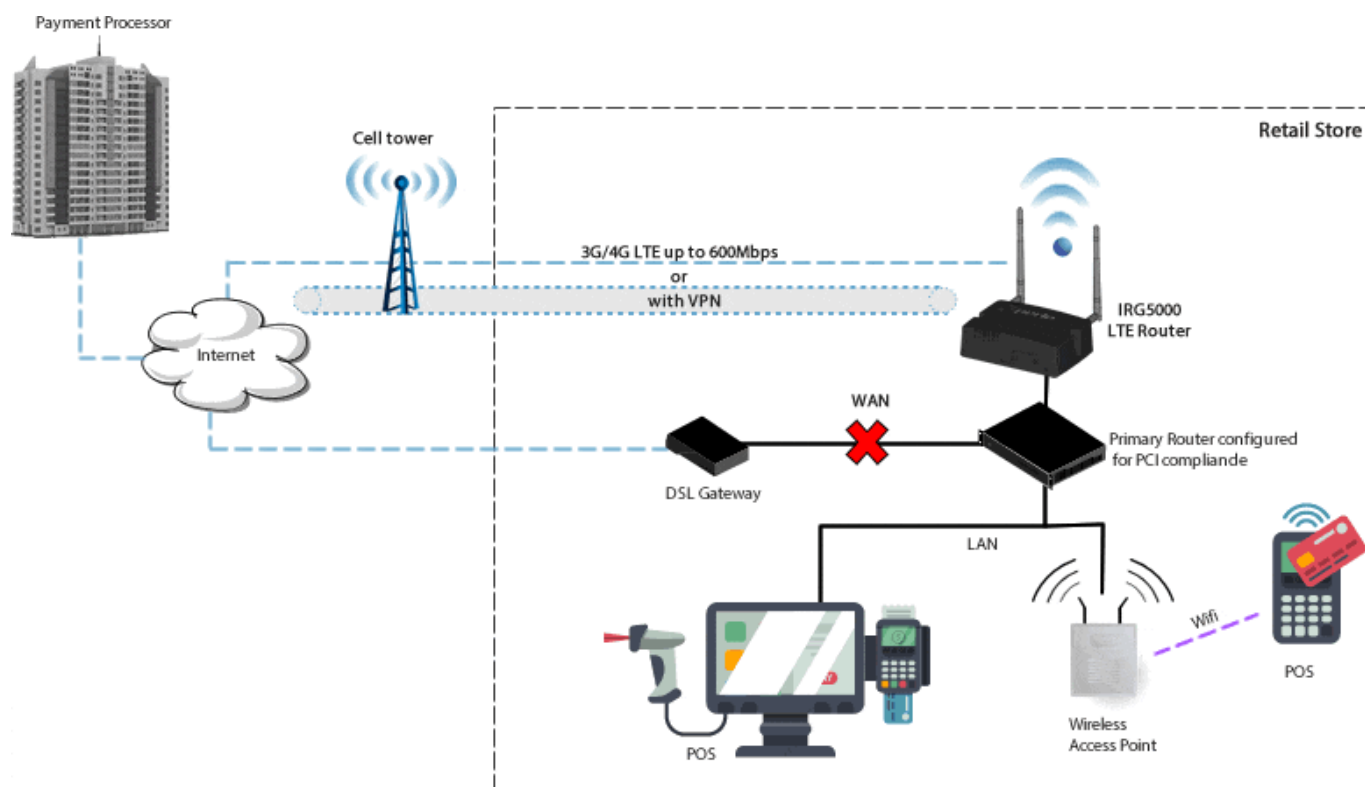 Payment Processor
Retail Store
Cell tower
3G/4G LTE up to 600Mbps
or
with VPN
IRG5000
LTE Router
Internet
WAN
Primary Router configured
for PCI compliande
DSL Gateway
LAN
Wifi
POS
Wireless
Access Point
POS